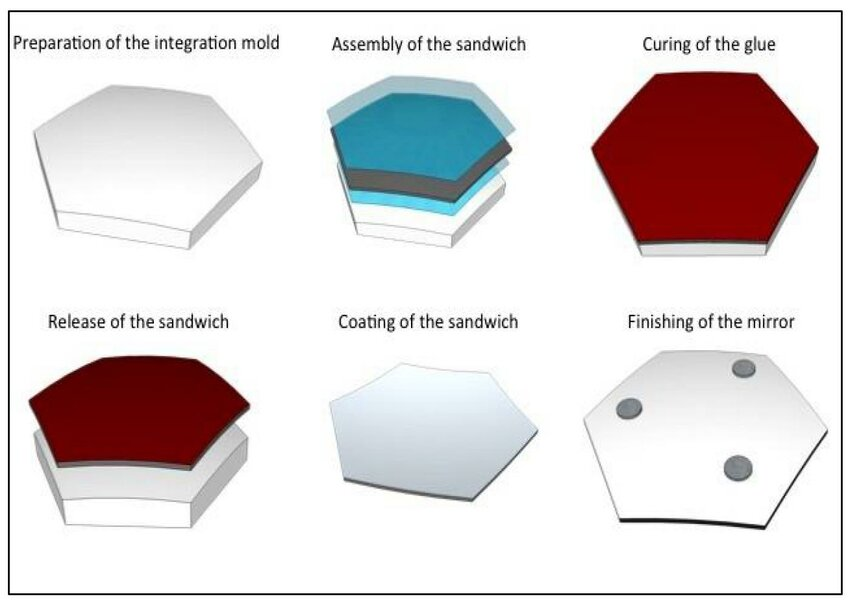 Preparation of the integration mold
Assembly of the sandwich
Curing of the glue
Release of the sandwich
Coating of the sandwich
Finishing of the mirror